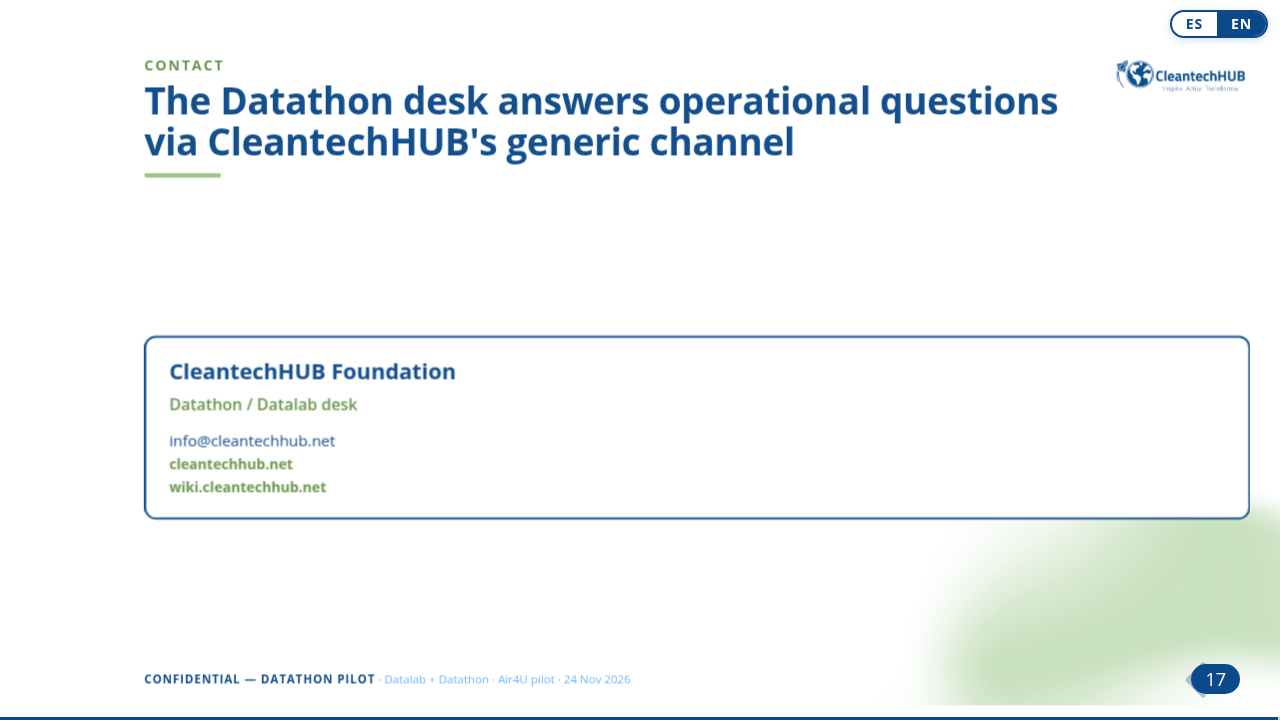 ES EN
CONTACT
The Datathon desk answers operational questions
via CleantechHUB's generic channel
CleantechHUB
Inspire. Actúa. Transforma.
CleantechHUB Foundation
Datathon / Datalab desk
info@cleantechhub.net
cleantechhub.net
wiki.cleantechhub.net
CONFIDENTIAL — DATATHON PILOT · Datalab + Datathon · Air4U pilot · 24 Nov 2026
17